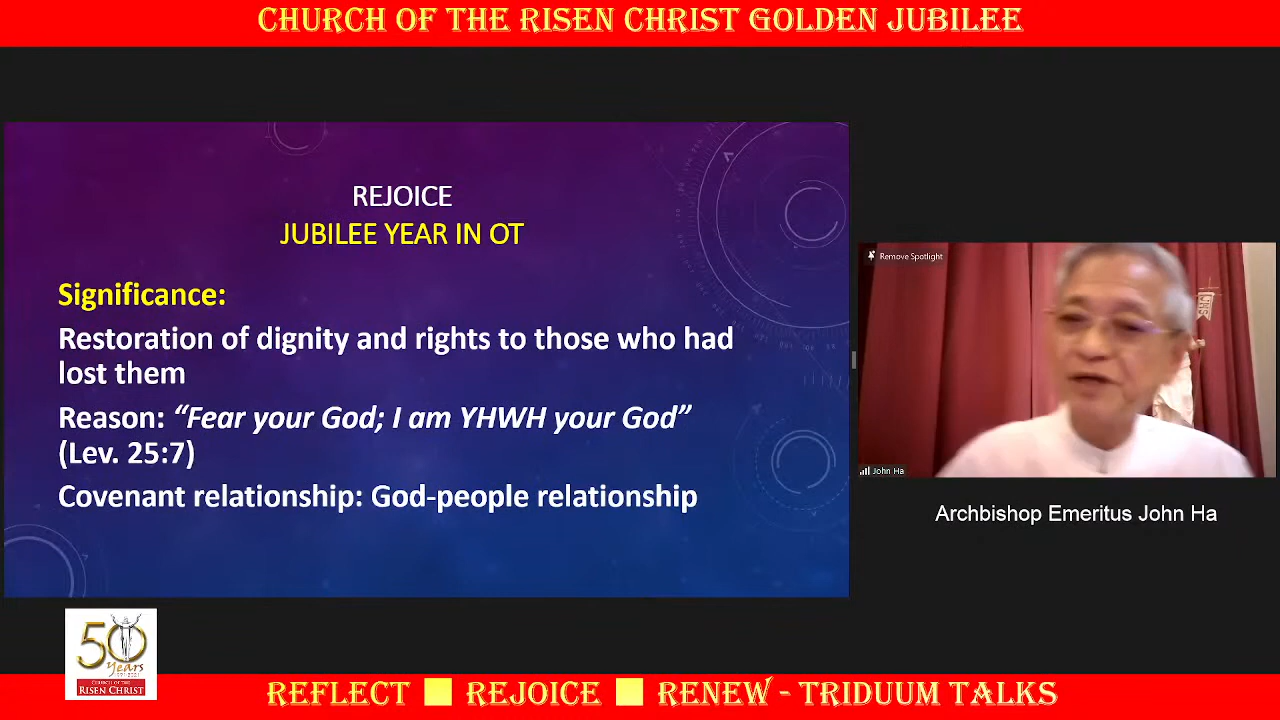 CHURCH OF THE RISEN CHRIST GOLDEN JUBILEE
REJOICE
JUBILEE YEAR IN OT
Significance:
Restoration of dignity and rights to those who had
lost them
Reason: “Fear your God; I am YHWH your God”
(Lev. 25:7)
Covenant relationship: God-people relationship
Remove Spotlight
John Ha
Archbishop Emeritus John Ha
50
Years
CHURCH OF THE
RISEN CHRIST
REFLECT REJOICE RENEW - TRIDUUM TALKS